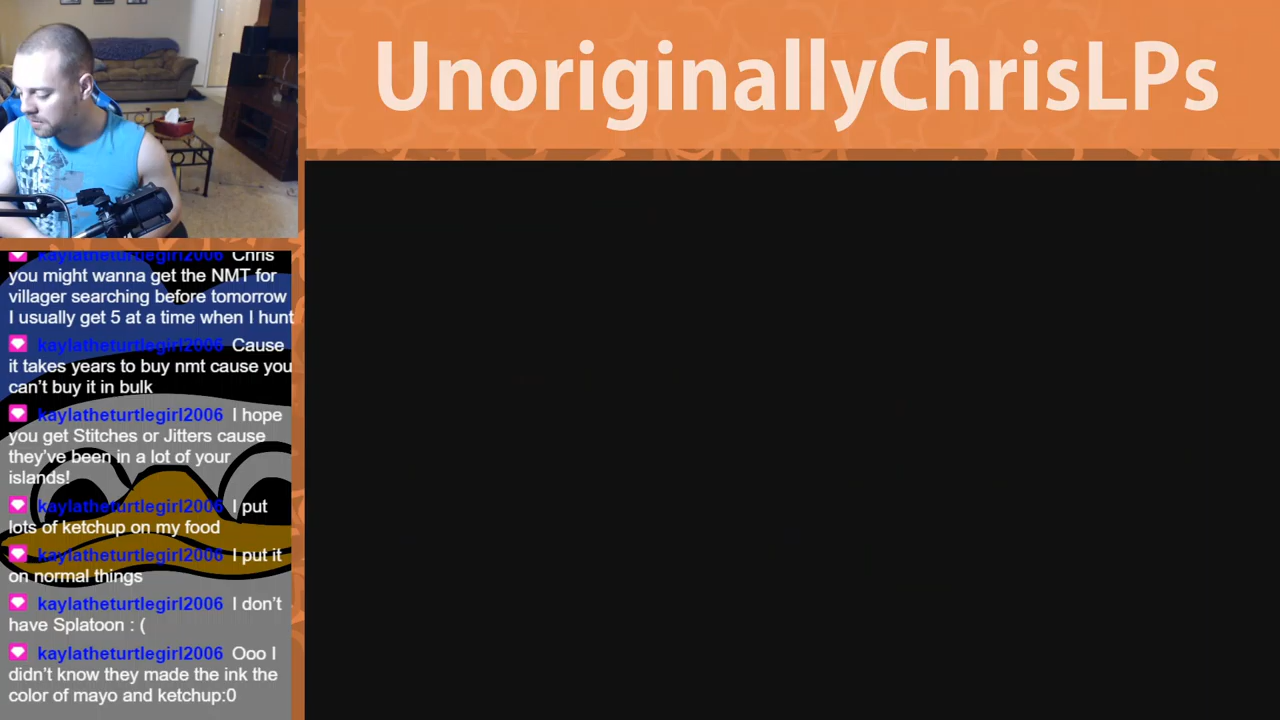 UnoriginallyChrisLPs
kaylatheturtlegirl2006 Chris
you might wanna get the NMT for
villager searching before tomorrow
I usually get 5 at a time when I hunt
kaylatheturtlegirl2006 Cause
it takes years to buy nmt cause you
can't buy it in bulk
kaylatheturtlegirl2006 I hope
you get Stitches or Jitters cause
they've been in a lot of your
islands!
kaylatheturtlegirl2006 I put
lots of ketchup on my food
kaylatheturtlegirl2006 I put it
on normal things
kaylatheturtlegirl2006 I don't
have Splatoon : (
kaylatheturtlegirl2006 Ooo I
didn't know they made the ink the
color of mayo and ketchup:0